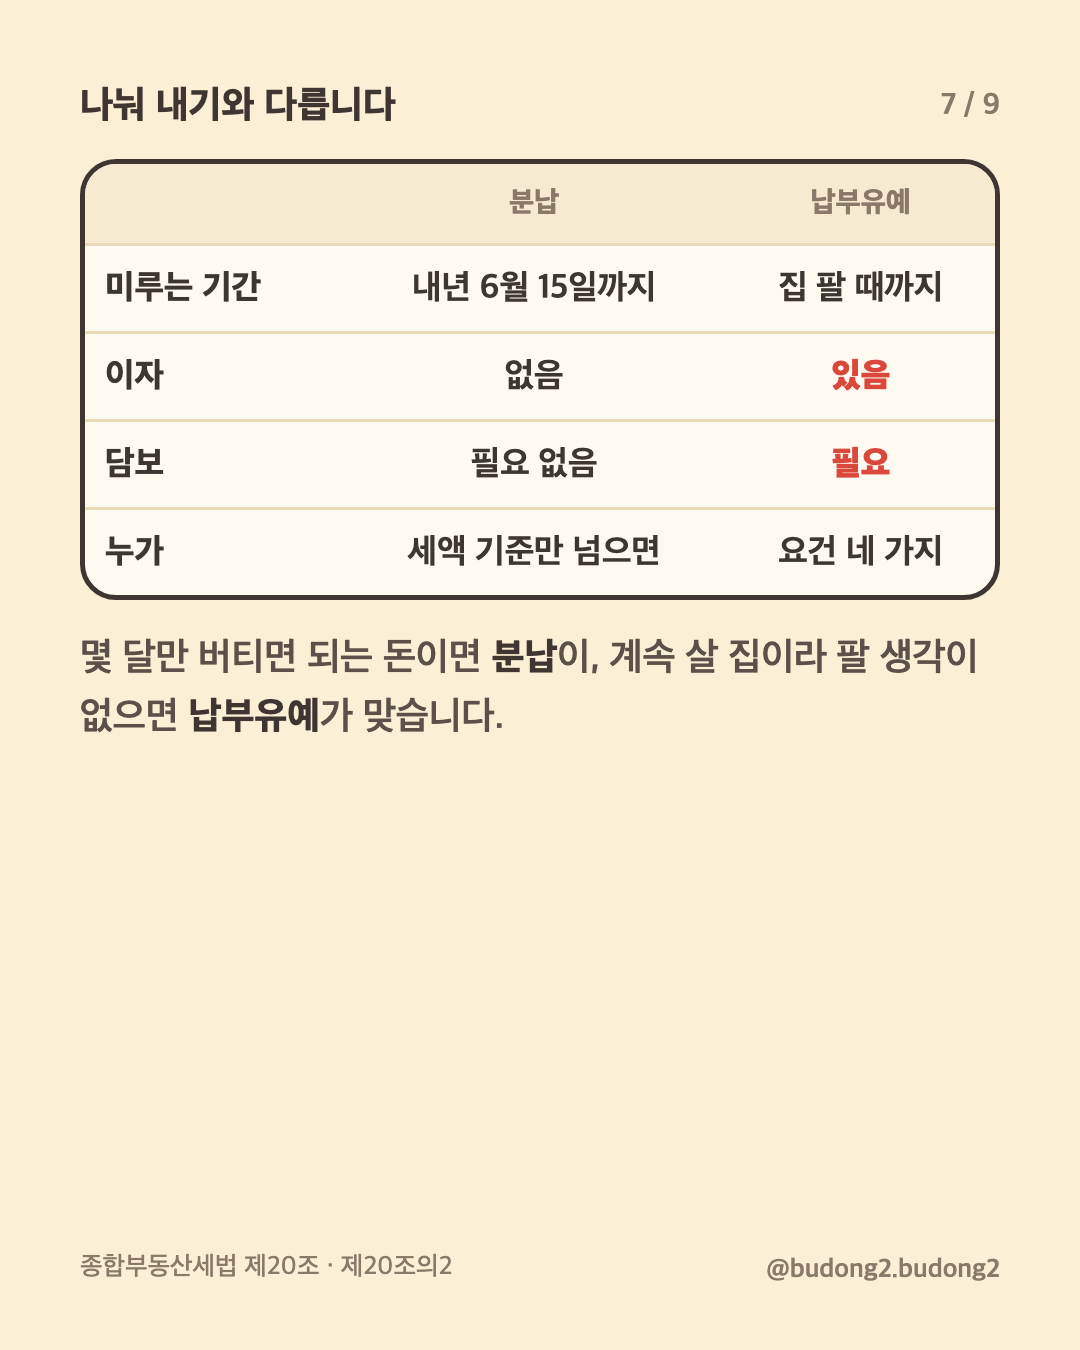 나눠 내기와 다릅니다
7 / 9
분납 납부유예
미루는 기간 내년 6월 15일까지 집 팔 때까지
이자 없음 있음
담보 필요 없음 필요
누가 세액 기준만 넘으면 요건 네 가지
몇 달만 버티면 되는 돈이면 분납이, 계속 살 집이라 팔 생각이
없으면 납부유예가 맞습니다.
종합부동산세법 제20조 · 제20조의2
@budong2.budong2